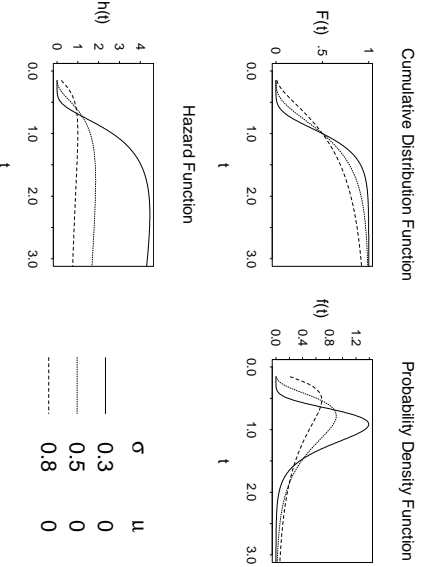 Cumulative Distribution Function
F(t)
0 .5 1
0.0 1.0 2.0 3.0
t
Probability Density Function
f(t)
0.0 0.4 0.8 1.2
0.0 1.0 2.0 3.0
t
Hazard Function
h(t)
0 1 2 3 4
0.0 1.0 2.0 3.0
t
σ μ
0.3 0
0.5 0
0.8 0